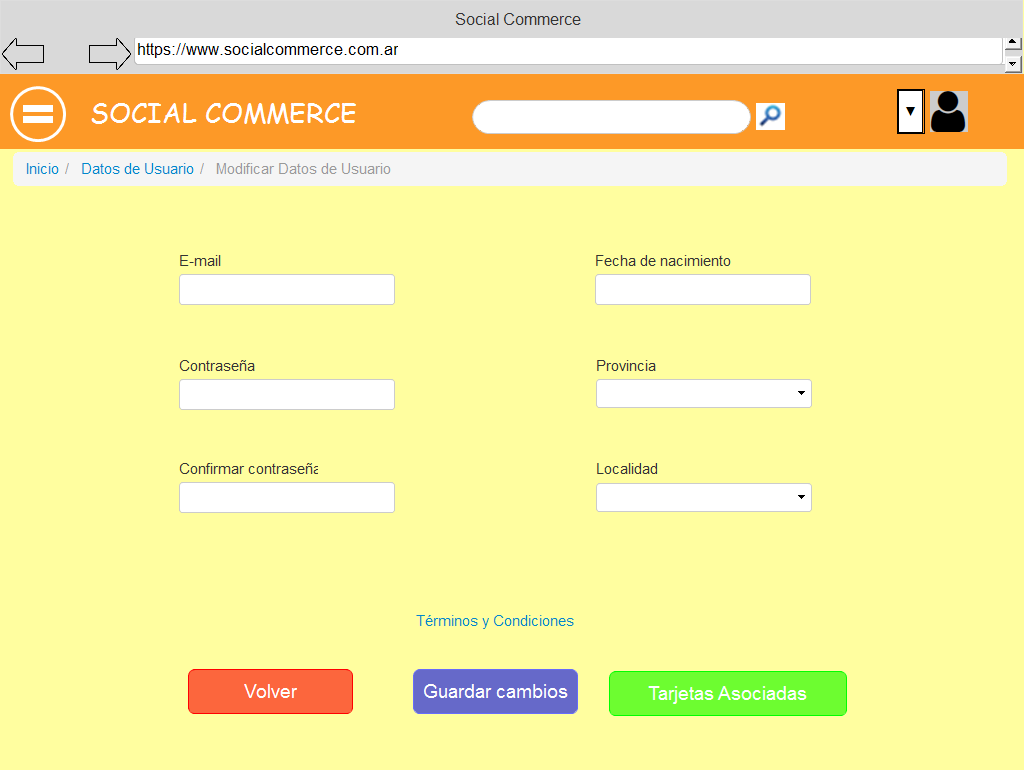 Social Commerce
https://www.socialcommerce.com.ar
SOCIAL COMMERCE
Inicio / Datos de Usuario / Modificar Datos de Usuario
E-mail Fecha de nacimiento
Contraseña Provincia
Confirmar contraseña Localidad
Términos y Condiciones
Volver Guardar cambios Tarjetas Asociadas